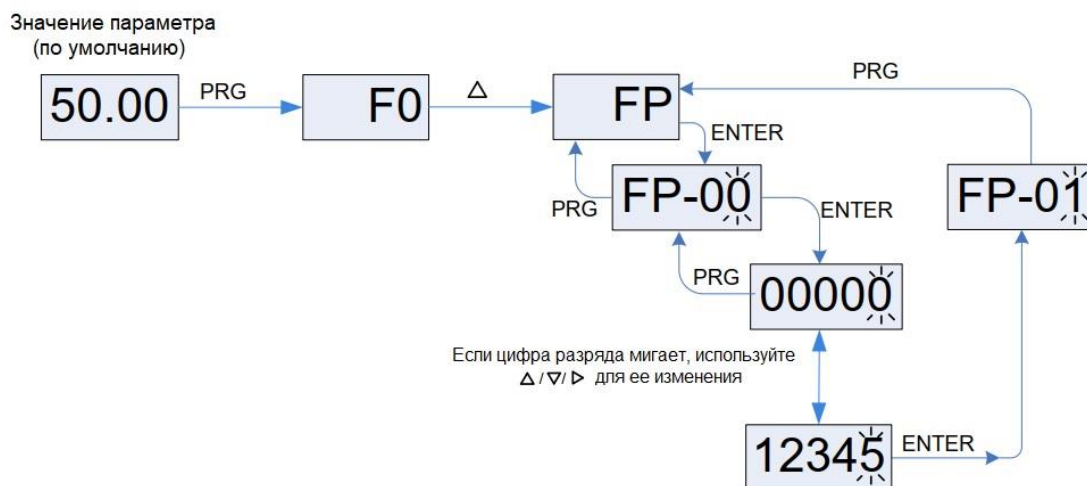 Значение параметра
(по умолчанию)
50.00
PRG
F0
△
FP
PRG
ENTER
PRG
FP-00
ENTER
FP-01
PRG
00000
Если цифра разряда мигает, используйте
△ / ▽/ ▷ для ее изменения
12345
ENTER